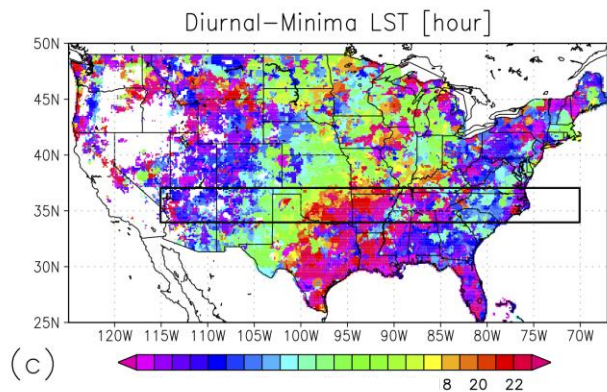 Diurnal–Minima LST [hour]
50N
45N
40N
35N
30N
25N
120W 115W 110W 105W 100W 95W 90W 85W 80W 75W 70W
(c)
8 20 22